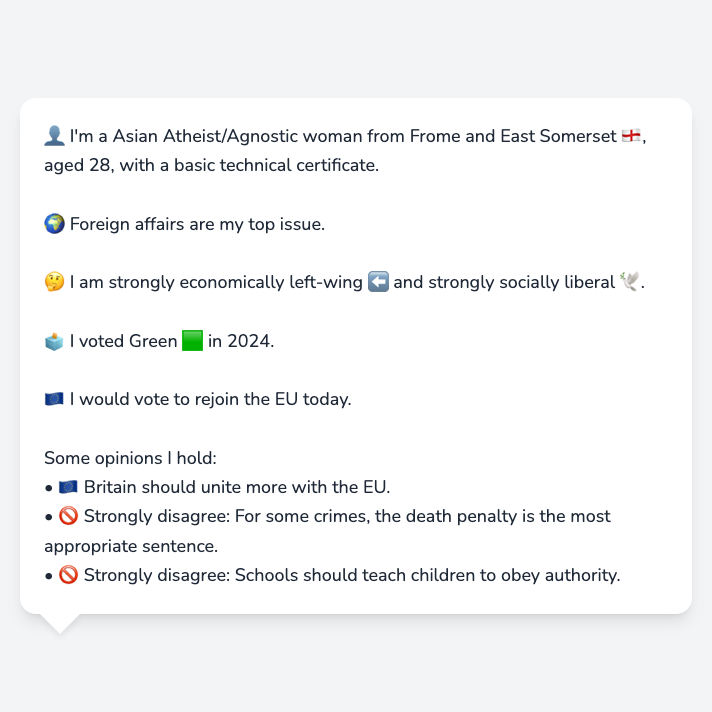 👤 I'm a Asian Atheist/Agnostic woman from Frome and East Somerset 🏴󠁧󠁢󠁥󠁮󠁧󠁿,
aged 28, with a basic technical certificate.
🌍 Foreign affairs are my top issue.
🤔 I am strongly economically left-wing ⬅️ and strongly socially liberal 🕊️.
🗳️ I voted Green 🟩 in 2024.
🇪🇺 I would vote to rejoin the EU today.
Some opinions I hold:
• 🇪🇺 Britain should unite more with the EU.
• 🚫 Strongly disagree: For some crimes, the death penalty is the most
appropriate sentence.
• 🚫 Strongly disagree: Schools should teach children to obey authority.